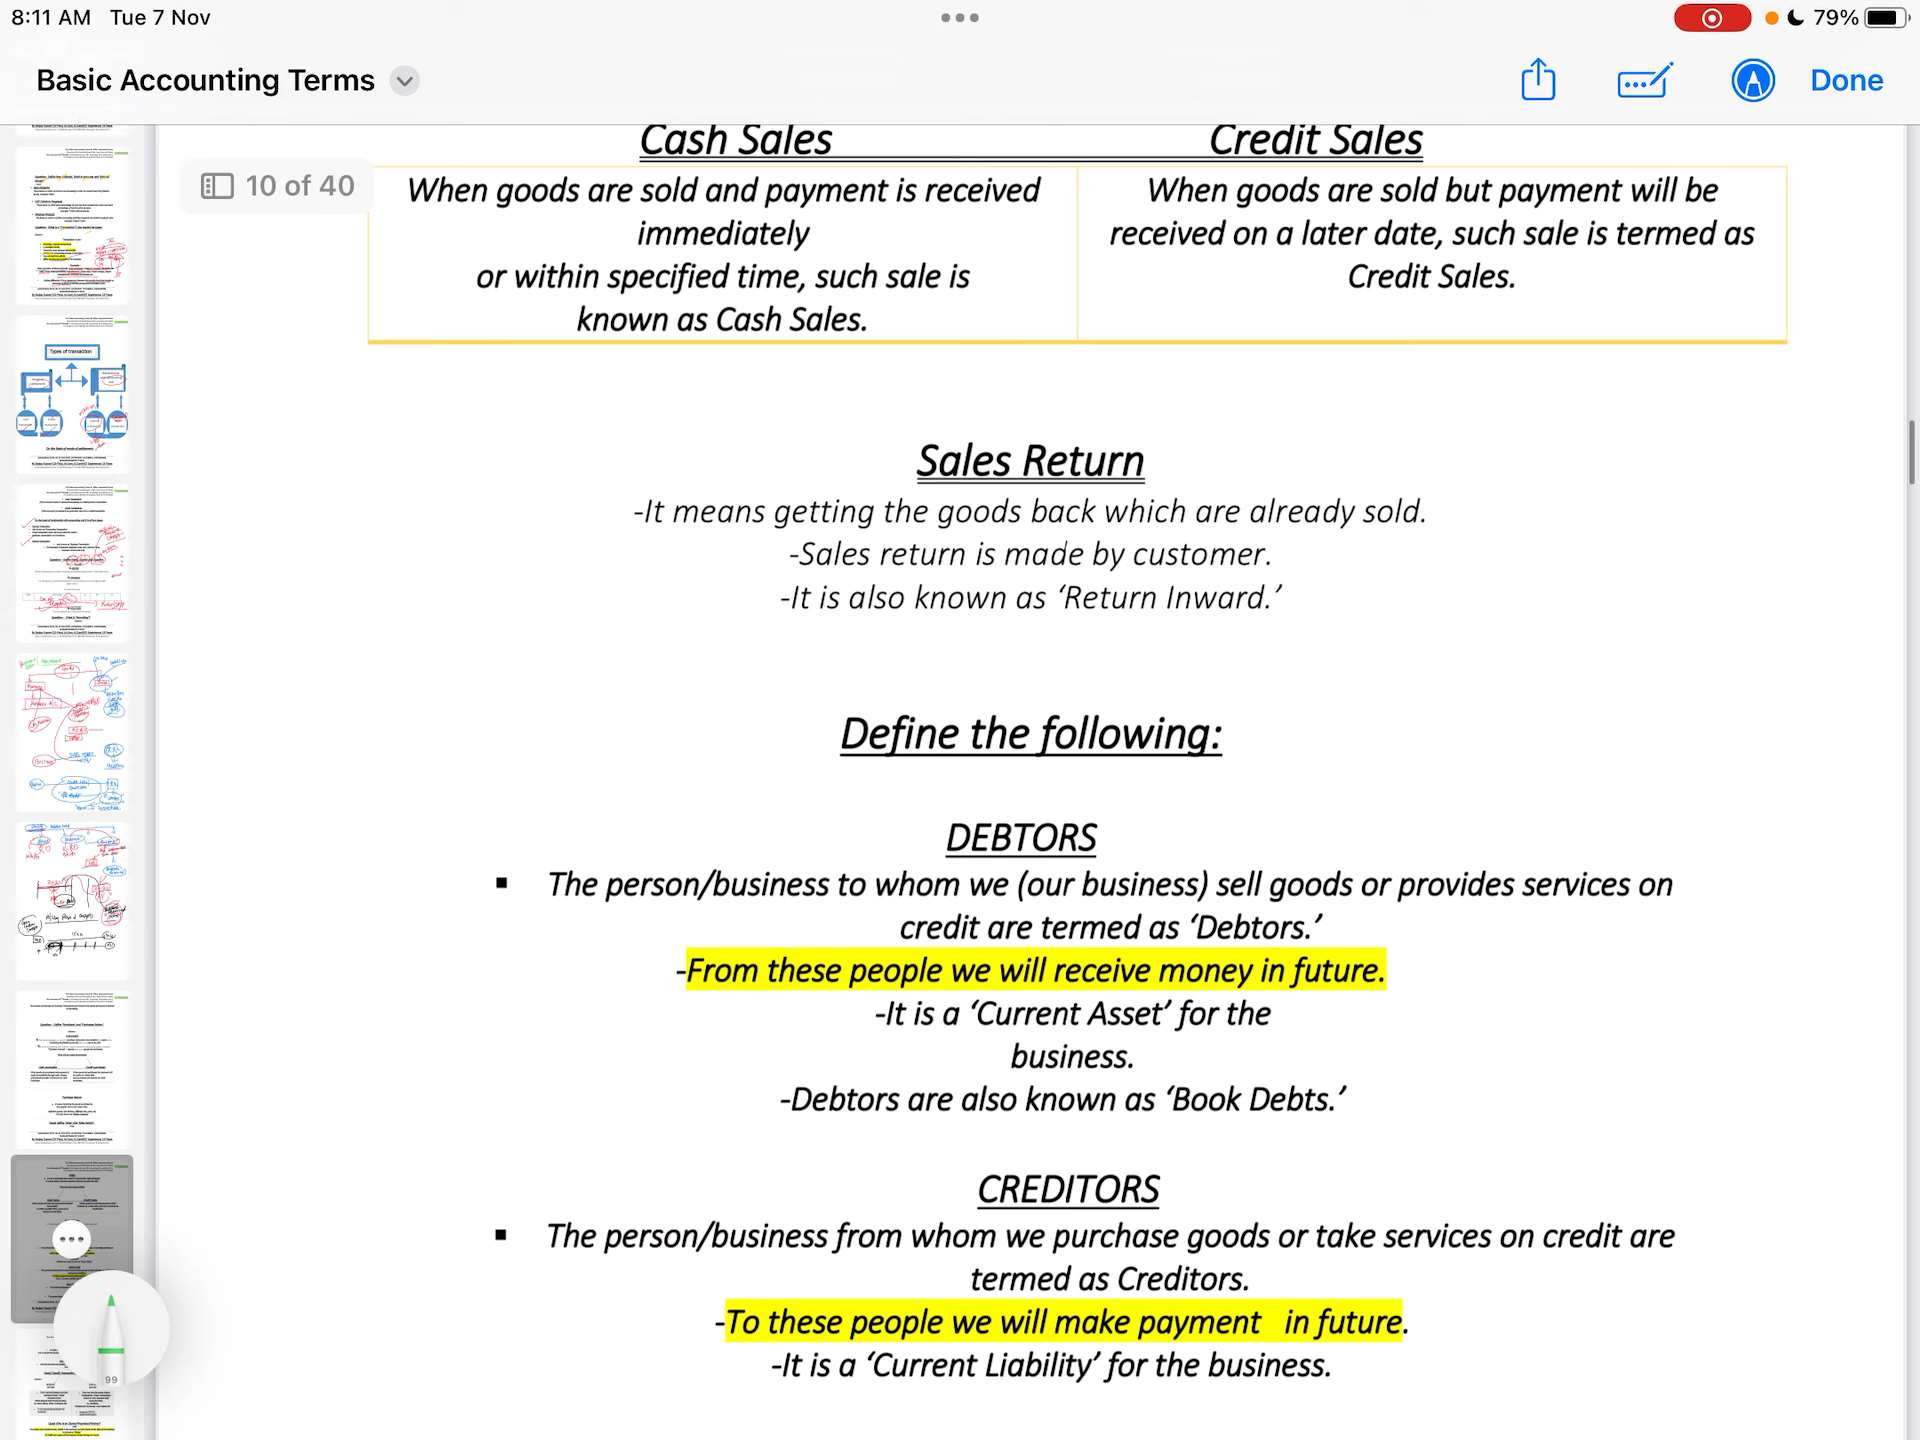 8:11 AM Tue 7 Nov
79%
Basic Accounting Terms
Done
10 of 40
Cash Sales Credit Sales
When goods are sold and payment is received
immediately
or within specified time, such sale is
known as Cash Sales.
When goods are sold but payment will be
received on a later date, such sale is termed as
Credit Sales.
Sales Return
-It means getting the goods back which are already sold.
-Sales return is made by customer.
-It is also known as ‘Return Inward.’
Define the following:
DEBTORS
▪ The person/business to whom we (our business) sell goods or provides services on
credit are termed as ‘Debtors.’
-From these people we will receive money in future.
-It is a ‘Current Asset’ for the
business.
-Debtors are also known as ‘Book Debts.’
CREDITORS
▪ The person/business from whom we purchase goods or take services on credit are
termed as Creditors.
-To these people we will make payment in future.
-It is a ‘Current Liability’ for the business.
Types of transaction
99